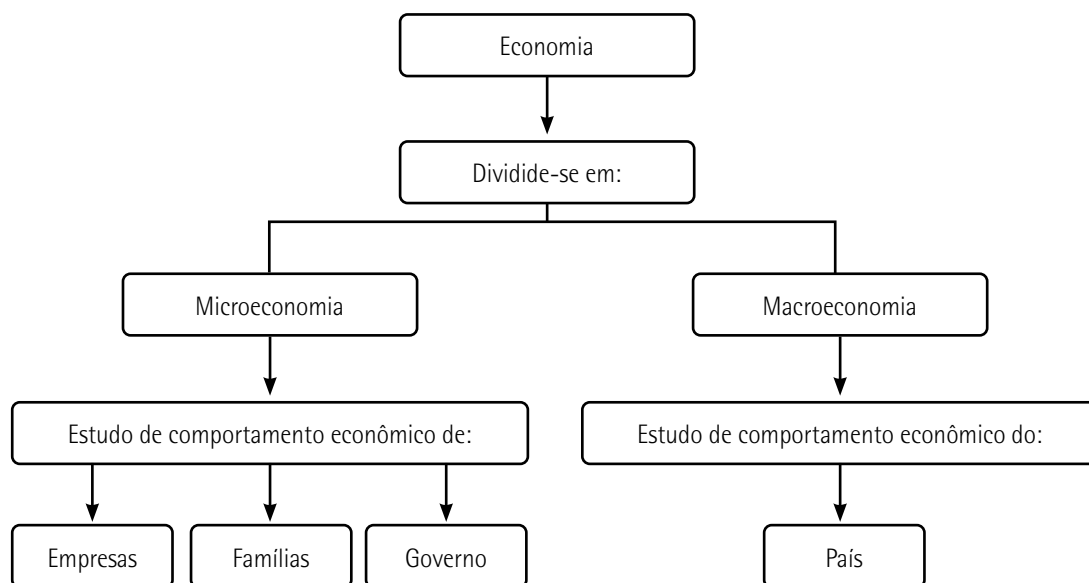 Economia
Divididide-se em:
Microeconomia
Macroeconomia
Estudo de comportamento econômico de:
Estudo de comportamento econômico do:
Empresas
Famílias
Governo
País